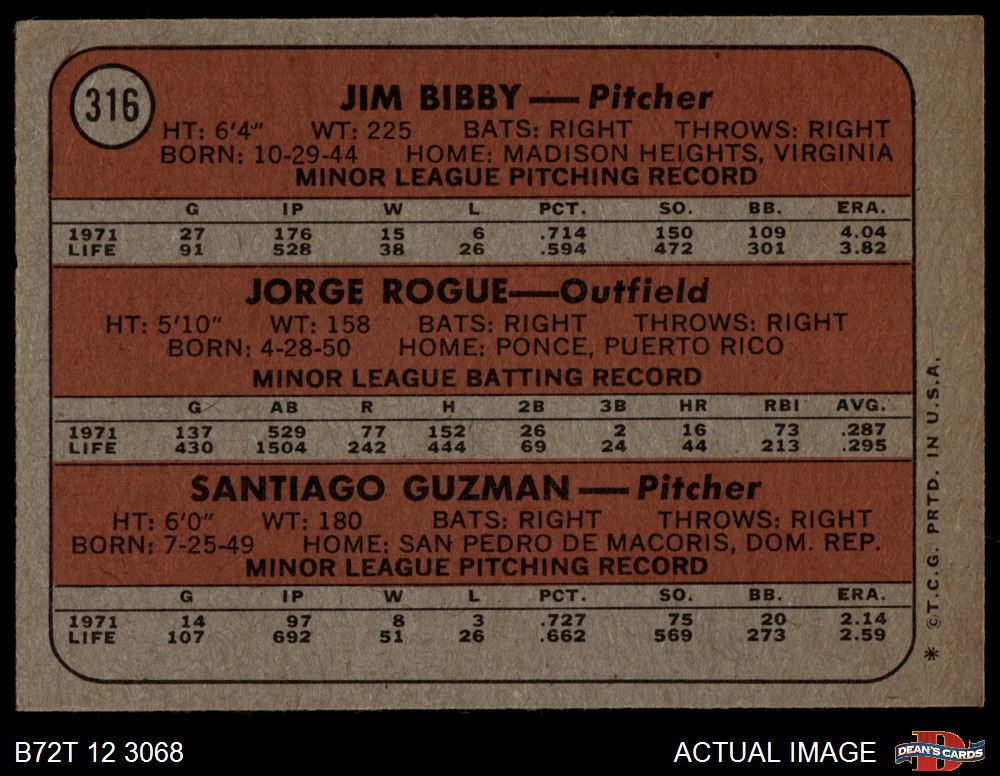 316
JIM BIBBY — Pitcher
HT: 6'4" WT: 225 BATS: RIGHT THROWS: RIGHT
BORN: 10-29-44 HOME: MADISON HEIGHTS, VIRGINIA
MINOR LEAGUE PITCHING RECORD
G IP W L PCT. SO. BB. ERA.
1971 27 176 15 6 .714 150 109 4.04
LIFE 91 528 38 26 .594 472 301 3.82
JORGE ROGUE—Outfield
HT: 5'10" WT: 158 BATS: RIGHT THROWS: RIGHT
BORN: 4-28-50 HOME: PONCE, PUERTO RICO
MINOR LEAGUE BATTING RECORD
G AB R H 2B 3B HR RBI AVG.
1971 137 529 77 152 26 2 16 73 .287
LIFE 430 1504 242 444 69 24 44 213 .295
SANTIAGO GUZMAN — Pitcher
HT: 6'0" WT: 180 BATS: RIGHT THROWS: RIGHT
BORN: 7-25-49 HOME: SAN PEDRO DE MACORIS, DOM. REP.
MINOR LEAGUE PITCHING RECORD
G IP W L PCT. SO. BB. ERA.
1971 14 97 8 3 .727 75 20 2.14
LIFE 107 692 51 26 .662 569 273 2.59
* ©T.C.G. PRTD. IN U.S.A.
B72T 12 3068
ACTUAL IMAGE
D
DEAN'S CARDS